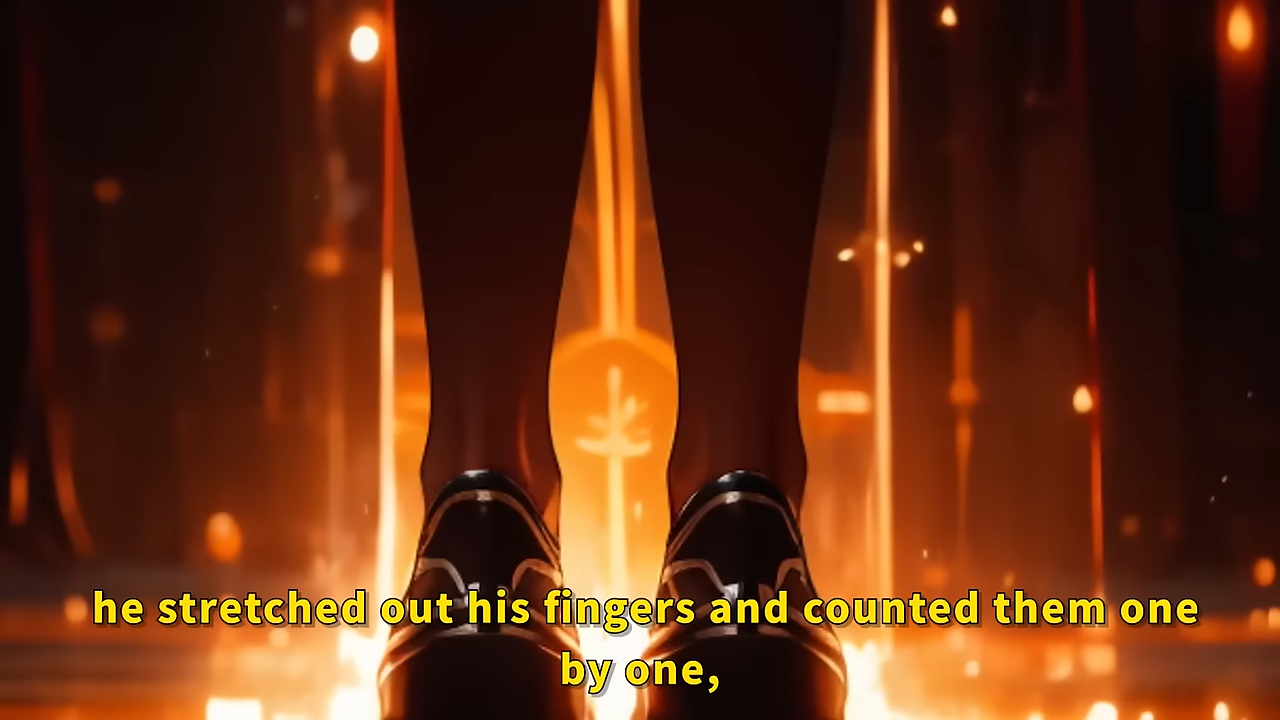 he stretched out his fingers and counted them one
by one,